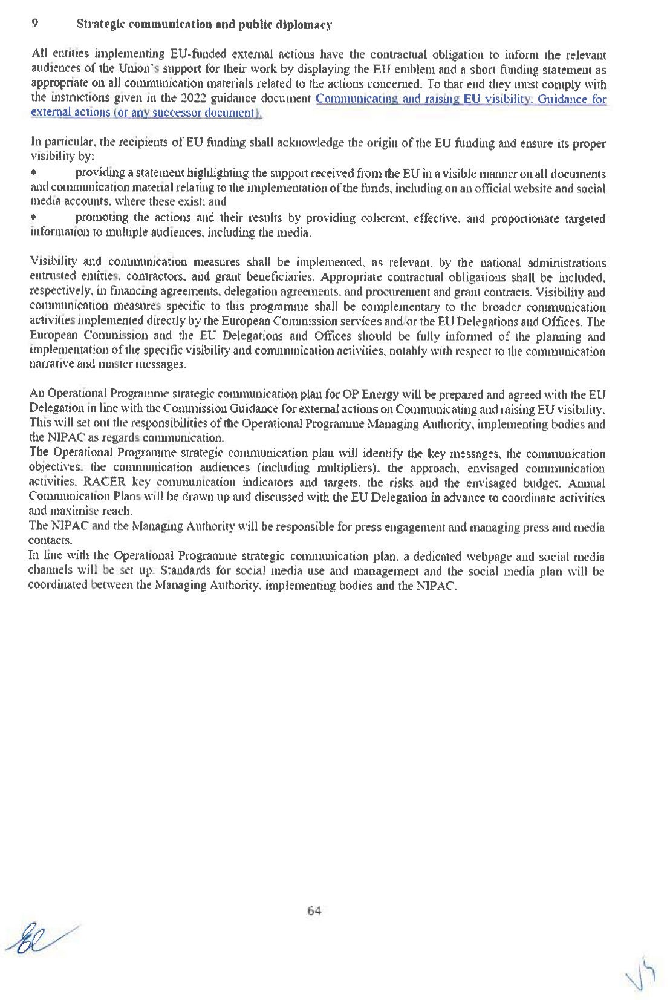 9 Strategic communication and public diplomacy
All entities implementing EU-funded external actions have the contractual obligation to inform the relevant
audiences of the Union's support for their work by displaying the EU emblem and a short funding statement as
appropriate on all communication materials related to the actions concerned. To that end they must comply with
the instructions given in the 2022 guidance document Communicating and raising EU visibility: Guidance for
external actions (or any successor document).
In particular, the recipients of EU funding shall acknowledge the origin of the EU funding and ensure its proper
visibility by:
• providing a statement highlighting the support received from the EU in a visible manner on all documents
and communication material relating to the implementation of the funds, including on an official website and social
media accounts, where these exist; and
• promoting the actions and their results by providing coherent, effective, and proportionate targeted
information to multiple audiences, including the media.
Visibility and communication measures shall be implemented, as relevant, by the national administrations
entrusted entities, contractors, and grant beneficiaries. Appropriate contractual obligations shall be included,
respectively, in financing agreements, delegation agreements, and procurement and grant contracts. Visibility and
communication measures specific to this programme shall be complementary to the broader communication
activities implemented directly by the European Commission services and/or the EU Delegations and Offices. The
European Commission and the EU Delegations and Offices should be fully informed of the planning and
implementation of the specific visibility and communication activities, notably with respect to the communication
narrative and master messages.
An Operational Programme strategic communication plan for OP Energy will be prepared and agreed with the EU
Delegation in line with the Commission Guidance for external actions on Communicating and raising EU visibility.
This will set out the responsibilities of the Operational Programme Managing Authority, implementing bodies and
the NIPAC as regards communication.
The Operational Programme strategic communication plan will identify the key messages, the communication
objectives, the communication audiences (including multipliers), the approach, envisaged communication
activities, RACER key communication indicators and targets, the risks and the envisaged budget. Annual
Communication Plans will be drawn up and discussed with the EU Delegation in advance to coordinate activities
and maximise reach.
The NIPAC and the Managing Authority will be responsible for press engagement and managing press and media
contacts.
In line with the Operational Programme strategic communication plan, a dedicated webpage and social media
channels will be set up. Standards for social media use and management and the social media plan will be
coordinated between the Managing Authority, implementing bodies and the NIPAC.
64